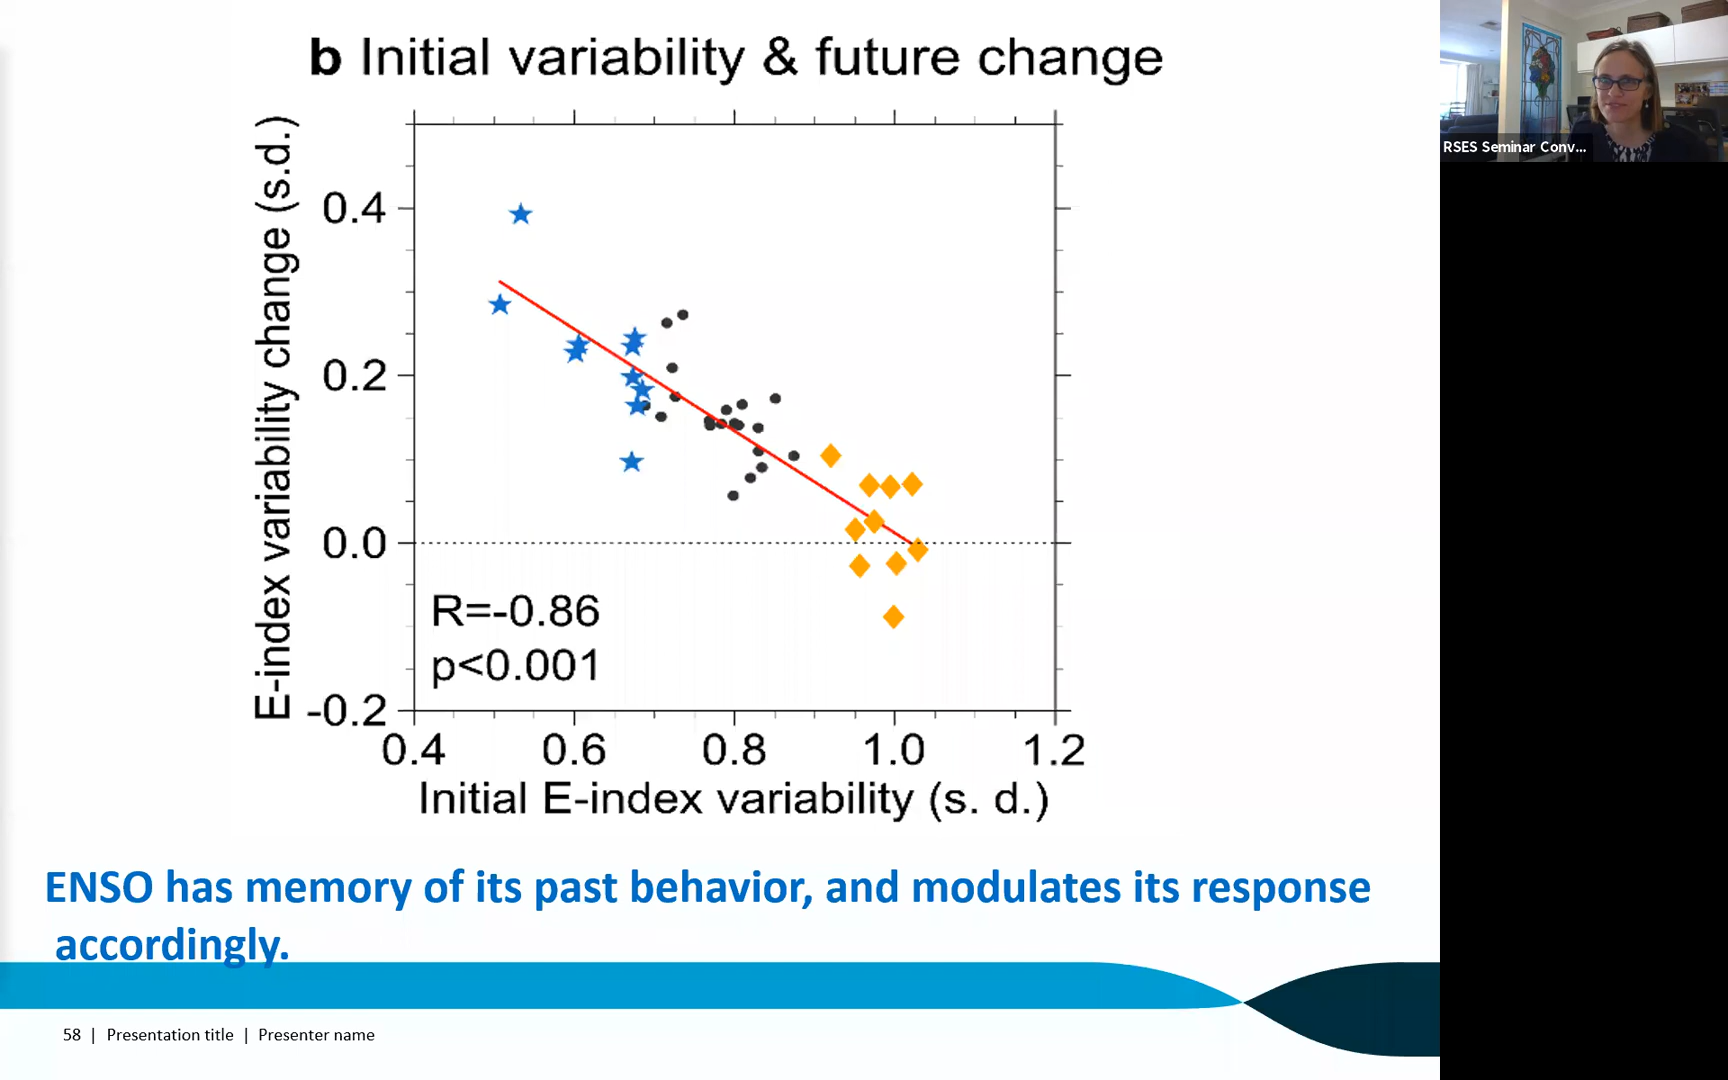 b Initial variability & future change
E-index variability change (s.d.)
0.4
0.2
0.0
-0.2
R=-0.86
p<0.001
0.4 0.6 0.8 1.0 1.2
Initial E-index variability (s. d.)
ENSO has memory of its past behavior, and modulates its response
accordingly.
58 | Presentation title | Presenter name
RSES Seminar Conv...